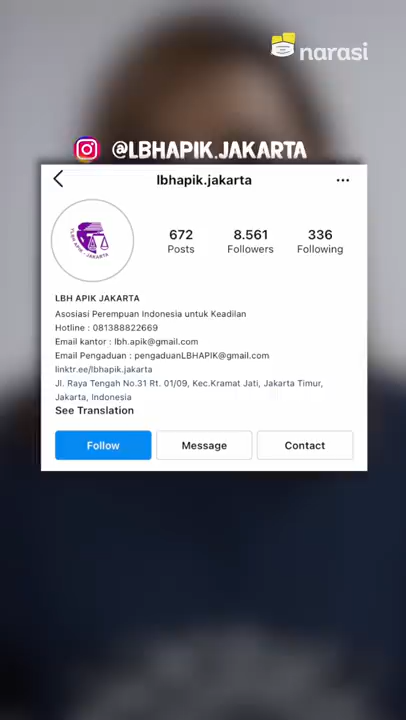 narasi
@LBHAPIK.JAKARTA
lbhapik.jakarta
672
Posts
8.561
Followers
336
Following
LBH APIK - JAKARTA
LBH APIK JAKARTA
Asosiasi Perempuan Indonesia untuk Keadilan
Hotline : 081388822669
Email kantor : lbh.apik@gmail.com
Email Pengaduan : pengaduanLBHAPIK@gmail.com
linktr.ee/lbhapik.jakarta
Jl. Raya Tengah No.31 Rt. 01/09, Kec.Kramat Jati, Jakarta Timur,
Jakarta, Indonesia
See Translation
Follow
Message
Contact